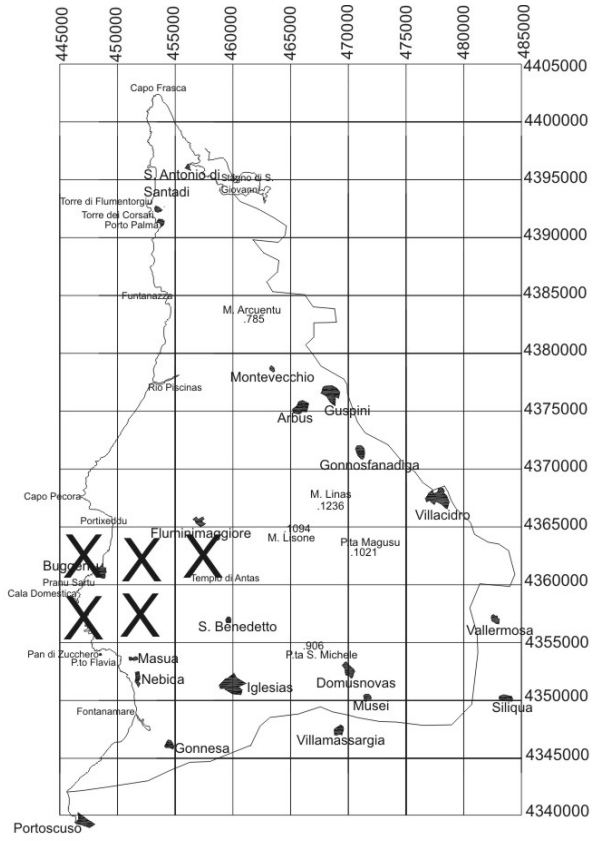 445000
450000
455000
460000
465000
470000
475000
480000
485000
4405000
Capo Frasca
4400000
S. Antonio di
Santadi
Stagno di S.
Giovanni
4395000
Torre di Flumentorgiu
Torre dei Corsari
Porto Palma
4390000
Funtanazza
4385000
M. Arcuentu
.785
4380000
Montevecchio
Rio Piscinas
4375000
Arbus
Guspini
Gonnosfanadiga
4370000
Capo Pecora
M. Linas
.1236
Villacidro
Portixeddu
Fluminimaggiore
1094
M. Lisone
4365000
P.ta Magusu
.1021
X X X
Buggerru
Templo di Antas
4360000
Pranu Sartu
Cala Domestica
X X
S. Benedetto
Vallermosa
4355000
.906
P.ta S. Michele
Pan di Zucchero
P.to Flavia
Masua
Nebida
Iglesias
Domusnovas
Musei
4350000
Siliqua
Fontanamare
Gonnesa
Villamassargia
4345000
4340000
Portoscuso